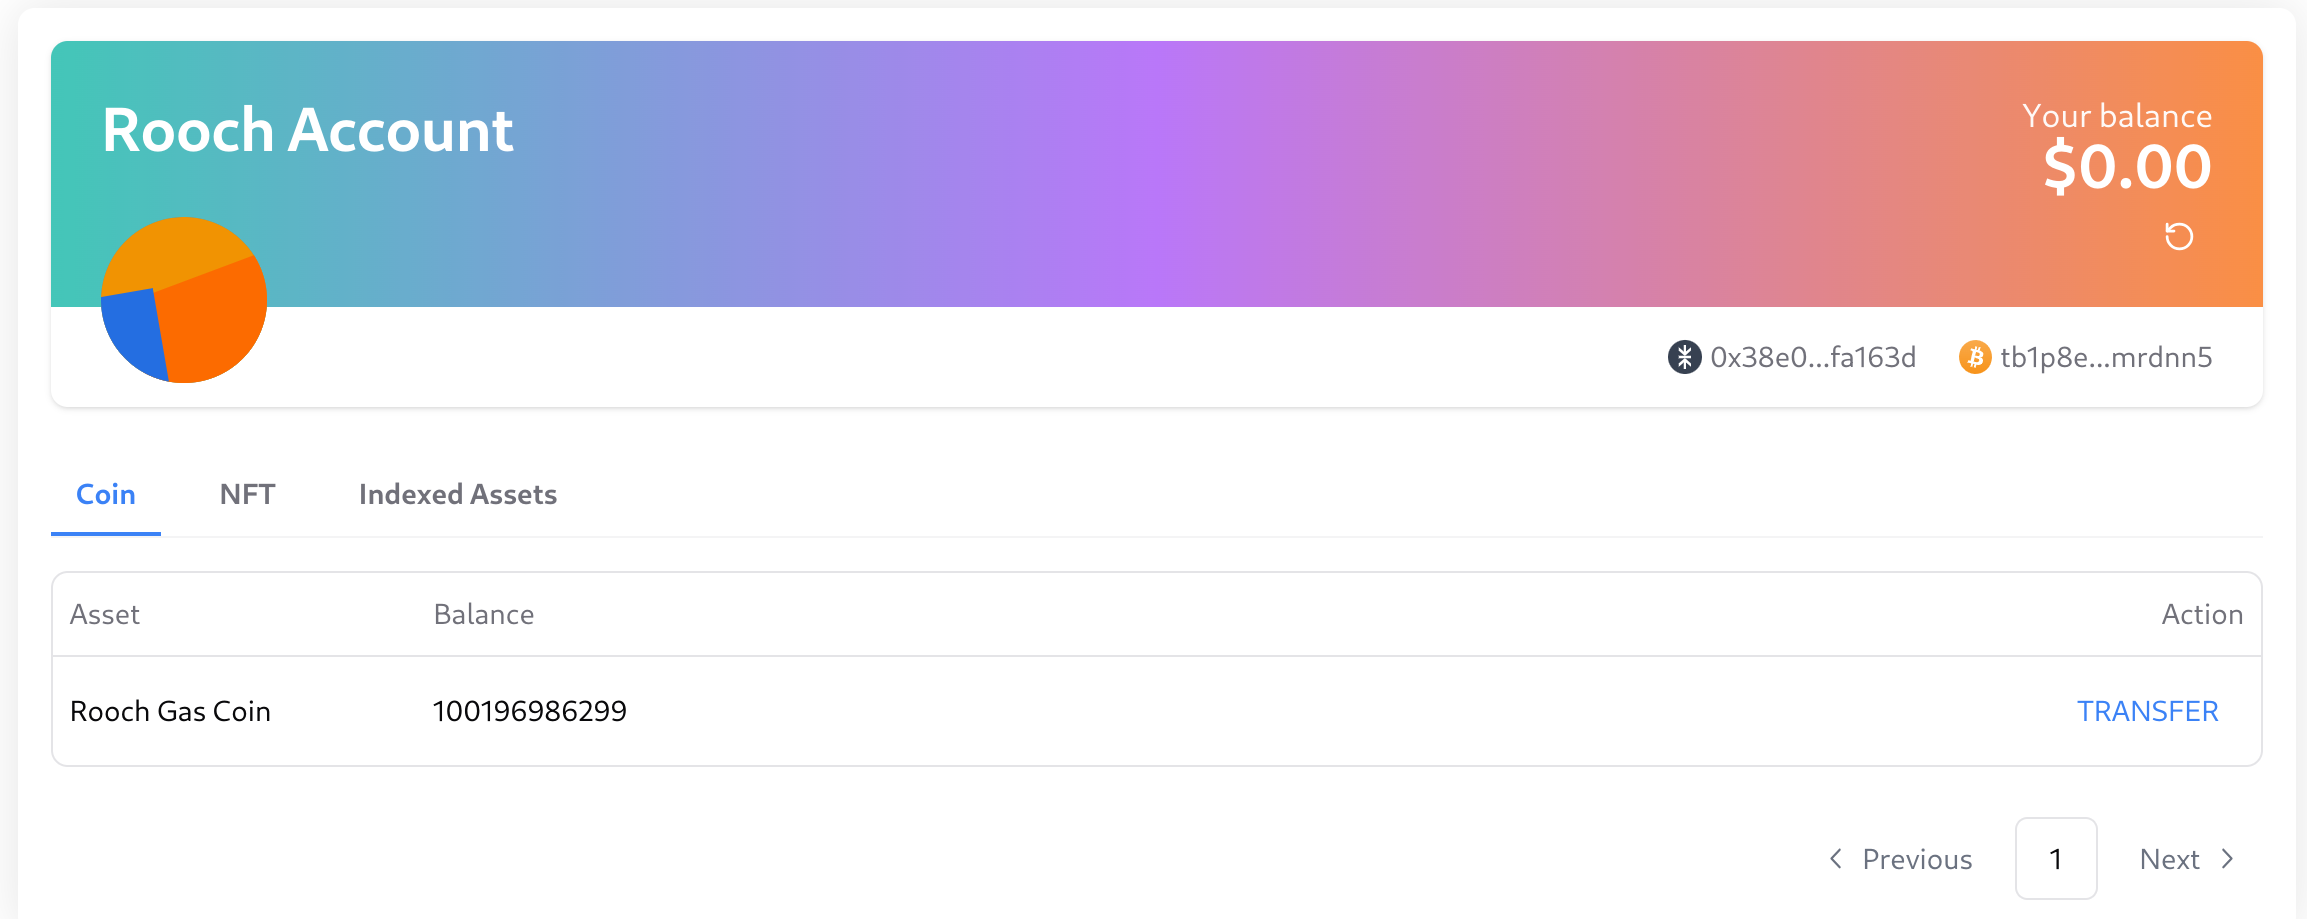 Rooch Account
Your balance
$0.00
0x38e0...fa163d tb1p8e...mrdnn5
Coin NFT Indexed Assets
Asset Balance Action
Rooch Gas Coin 100196986299 TRANSFER
Previous 1 Next